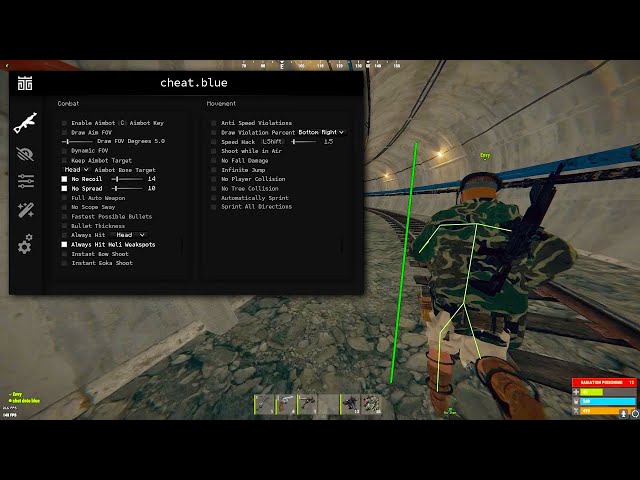 cheat.blue
Combat
Enable Aimbot C Aimbot Key
Draw Aim FOV
Draw FOV Degrees 5.0
Dynamic FOV
Keep Aimbot Target
Head Aimbot Bone Target
No Recoil 14
No Spread 10
Full Auto Weapon
No Scope Sway
Fastest Possible Bullets
Bullet Thickness
Always Hit Head
Always Hit Heli Weakspots
Instant Bow Shoot
Instant Eoka Shoot
Movement
Anti Speed Violations
Draw Violation Percent Bottom Right
Speed Hack LShift 15
Shoot while in Air
No Fall Damage
Infinite Jump
No Player Collision
No Tree Collision
Automatically Sprint
Sprint All Directions
Envy
Envy
RADIATION POISONING